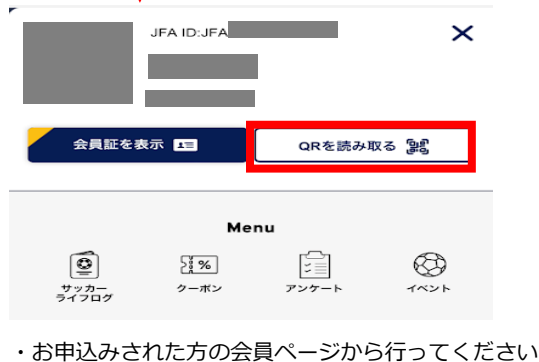 JFA ID:JFA
会員証を表示
QRを読み取る
Menu
%
サッカー
ライフログ
クーポン
アンケート
イベント
・お申込みされた方の会員ページから行ってください